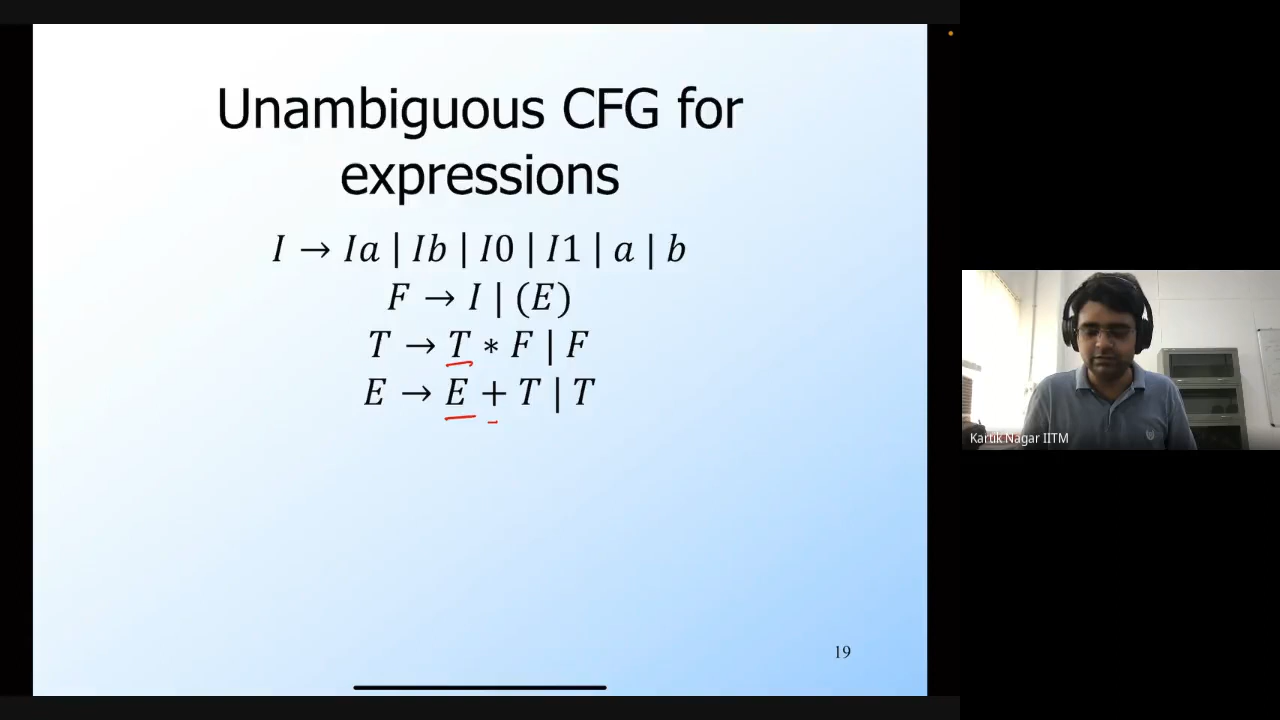 Unambiguous CFG for
expressions
I → Ia | Ib | I0 | I1 | a | b
F → I | (E)
T → T ∗ F | F
E → E + T | T
19
Kartik Nagar IITM